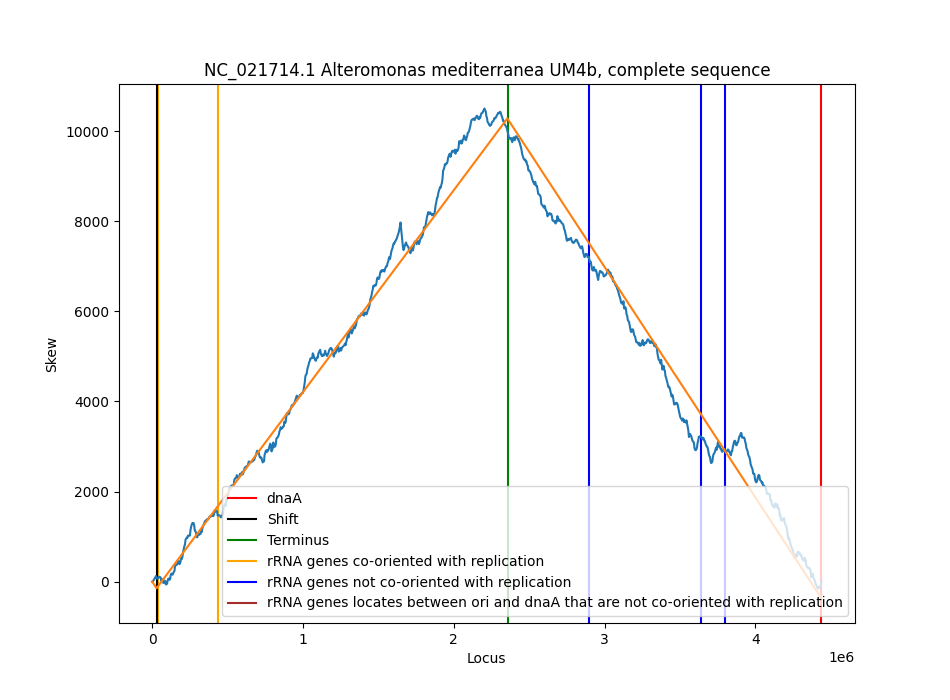 NC_021714.1 Alteromonas mediterranea UM4b, complete sequence
Skew
10000
8000
6000
4000
2000
0
dnaA
Shift
Terminus
rRNA genes co-oriented with replication
rRNA genes not co-oriented with replication
rRNA genes locates between ori and dnaA that are not co-oriented with replication
0 1 2 3 4
Locus
1e6